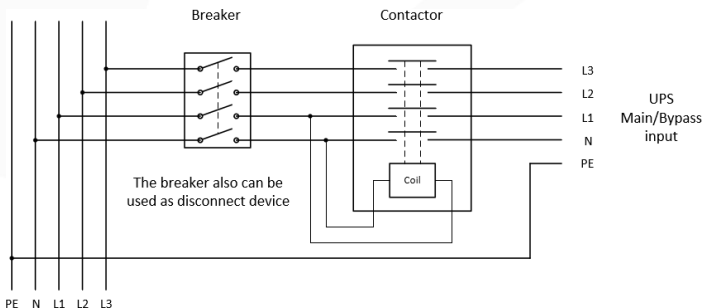 Breaker
Contactor
L3
L2
L1
N
PE
UPS
Main/Bypass
input
Coil
The breaker also can be
used as disconnect device
PE N L1 L2 L3